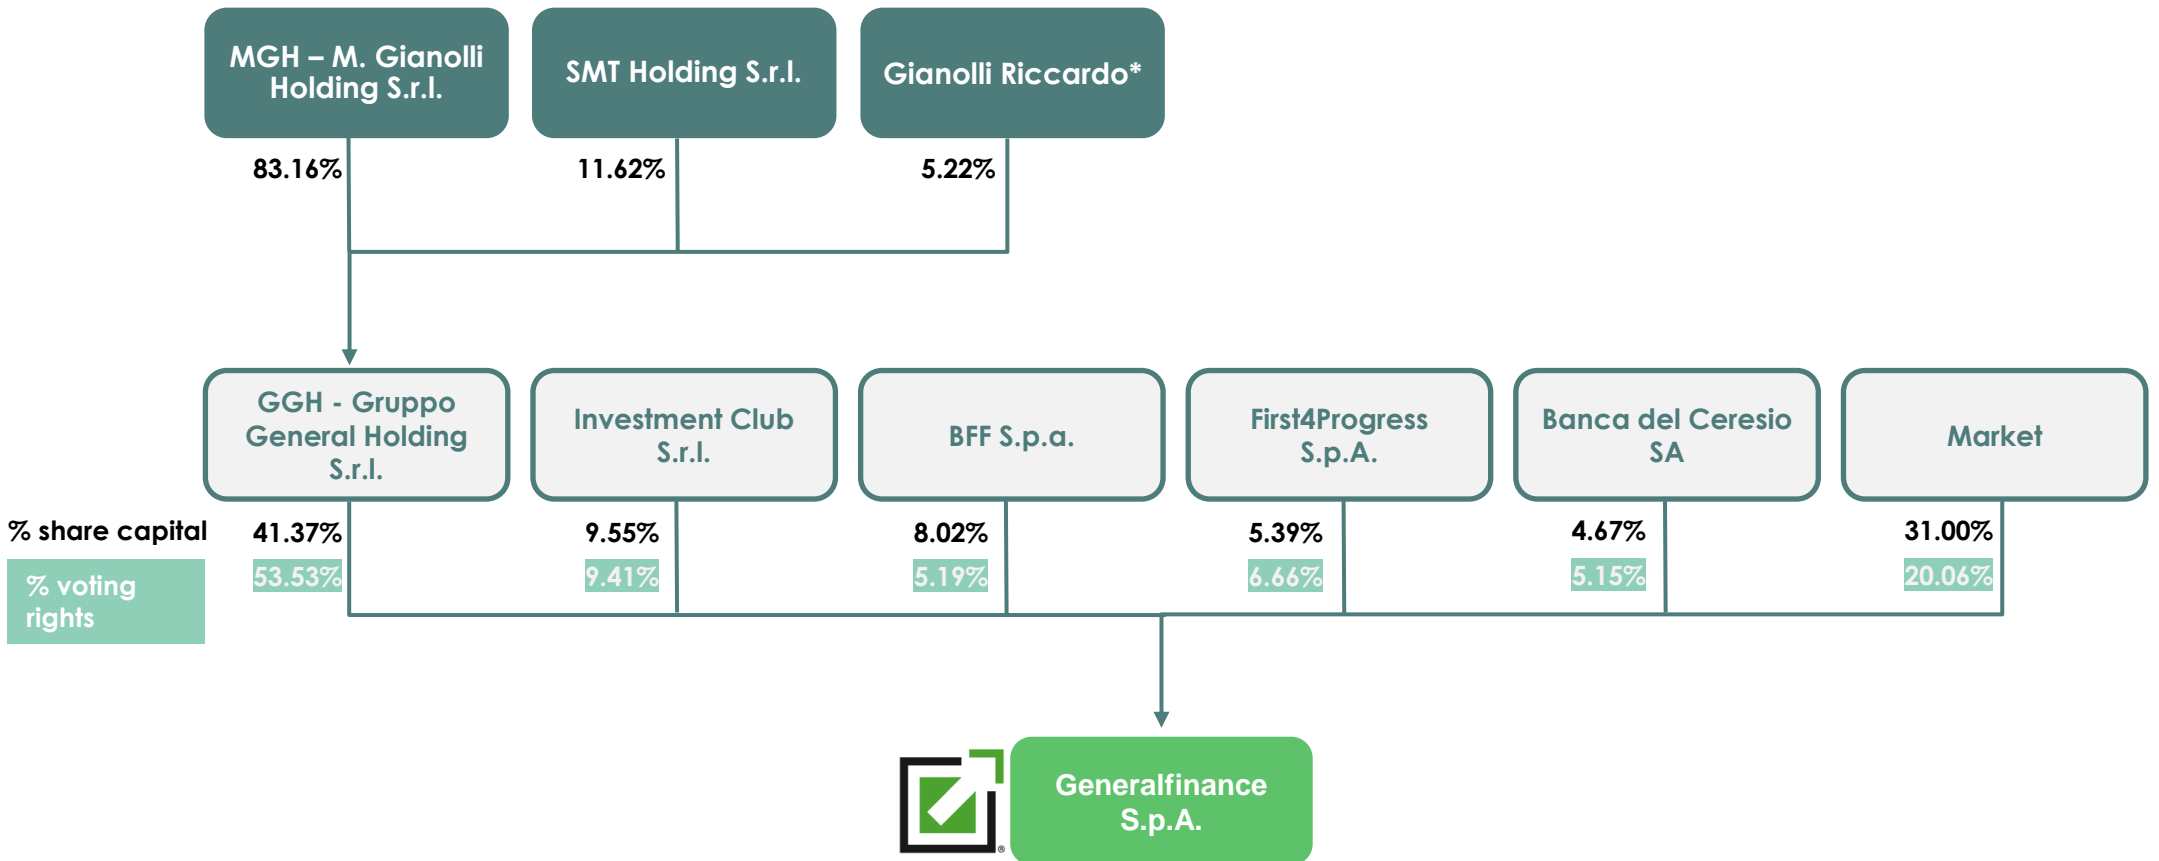 MGH – M. Gianolli
Holding S.r.l.
SMT Holding S.r.l.
Gianolli Riccardo*
83.16%
11.62%
5.22%
GGH - Gruppo
General Holding
S.r.l.
Investment Club
S.r.l.
BFF S.p.a.
First4Progress
S.p.A.
Banca del Ceresio
SA
Market
% share capital
41.37%
9.55%
8.02%
5.39%
4.67%
31.00%
% voting
rights
53.53%
9.41%
5.19%
6.66%
5.15%
20.06%
Generalfinance
S.p.A.
®